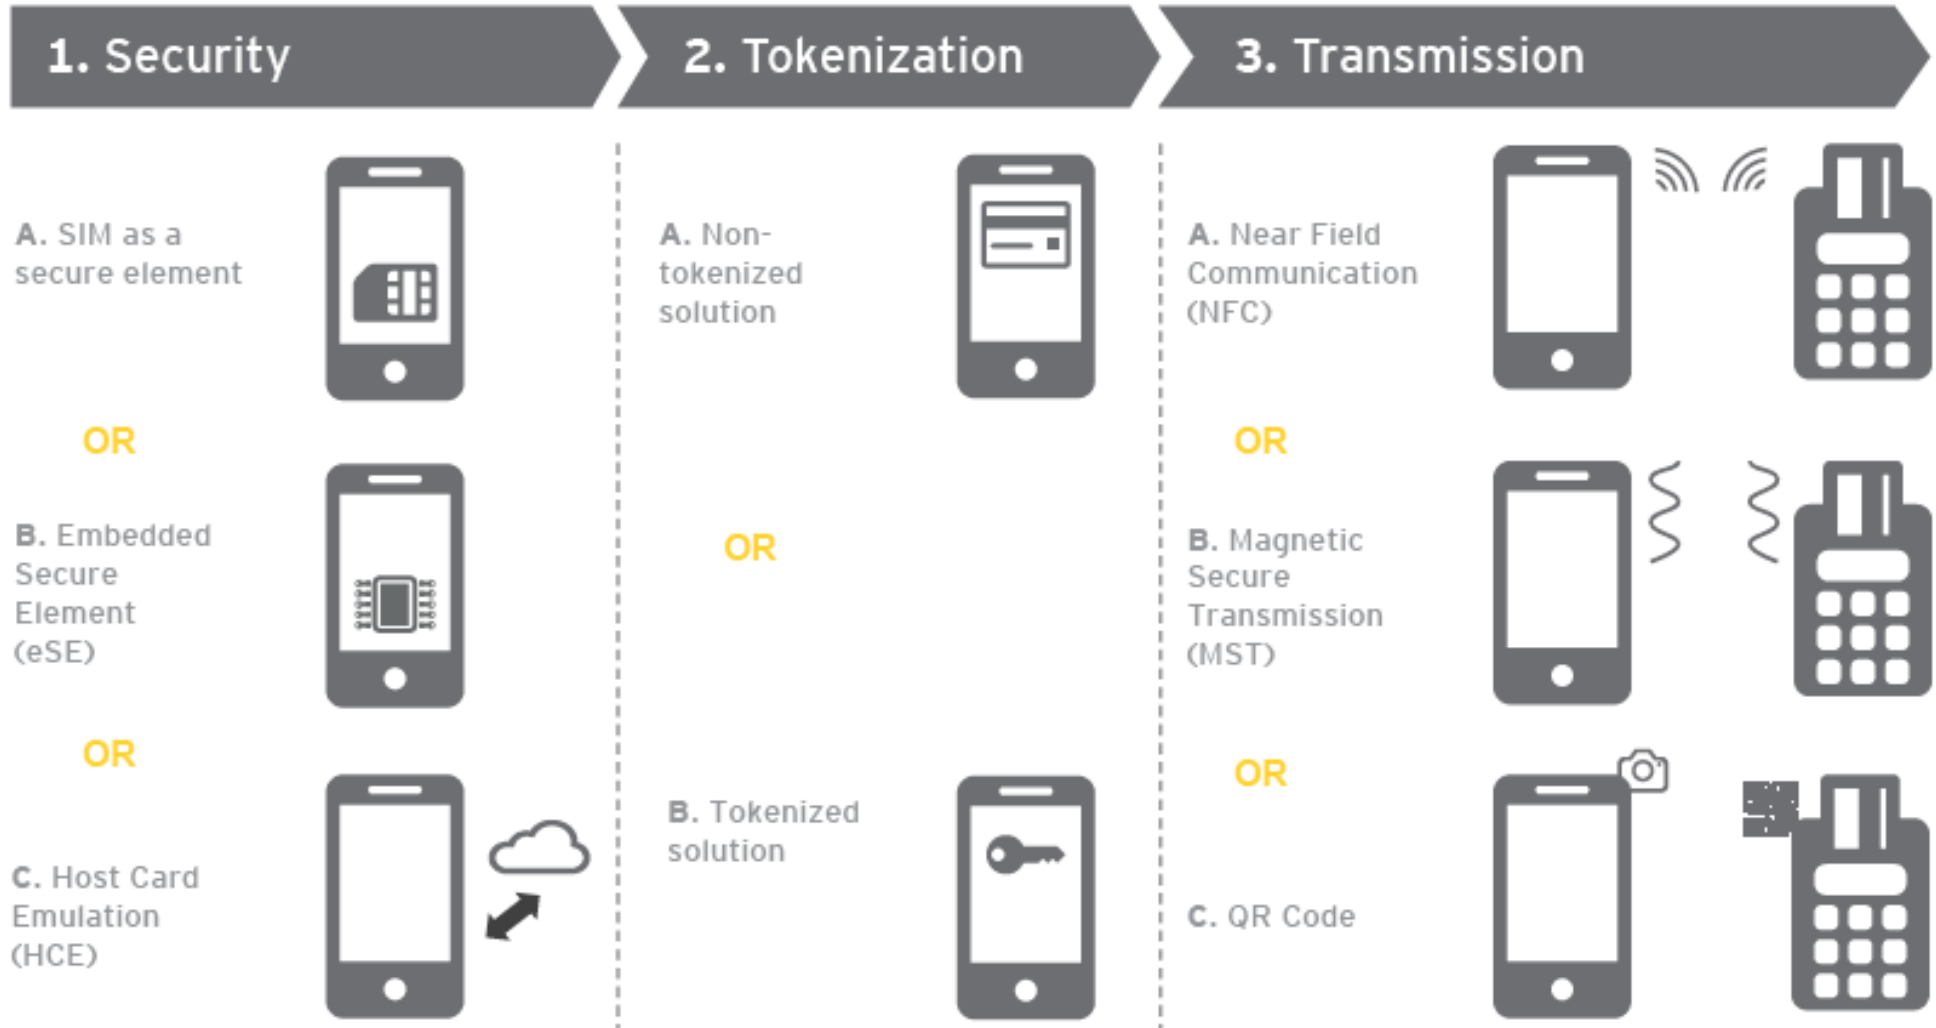 1. Security
2. Tokenization
3. Transmission
A. SIM as a
secure element
OR
B. Embedded
Secure
Element
(eSE)
OR
C. Host Card
Emulation
(HCE)
A. Non-
tokenized
solution
OR
B. Tokenized
solution
A. Near Field
Communication
(NFC)
OR
B. Magnetic
Secure
Transmission
(MST)
OR
C. QR Code